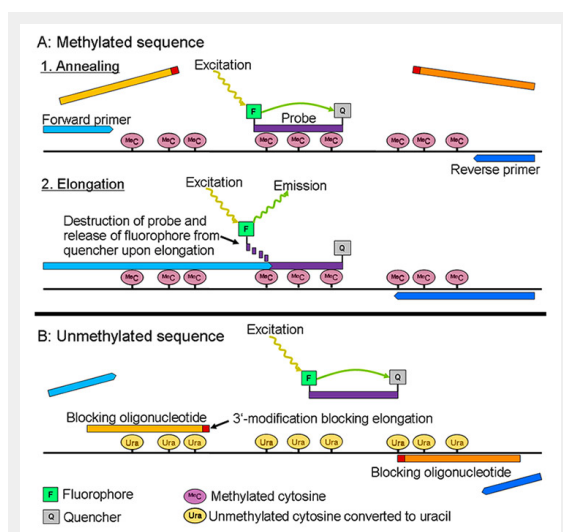 A: Methylated sequence
1. Annealing
Excitation
F
Q
Probe
Forward primer
MeC MeC MeC MeC MeC MeC MeC MeC MeC
Reverse primer
2. Elongation
Excitation
Emission
Destruction of probe and
release of fluorophore from
quencher upon elongation
F
Q
MeC MeC MeC MeC MeC MeC MeC MeC MeC
B: Unmethylated sequence
Excitation
F
Q
Blocking oligonucleotide
3'-modification blocking elongation
Ura Ura Ura Ura Ura Ura Ura Ura Ura
Blocking oligonucleotide
F Fluorophore
MeC Methylated cytosine
Q Quencher
Ura Unmethylated cytosine converted to uracil